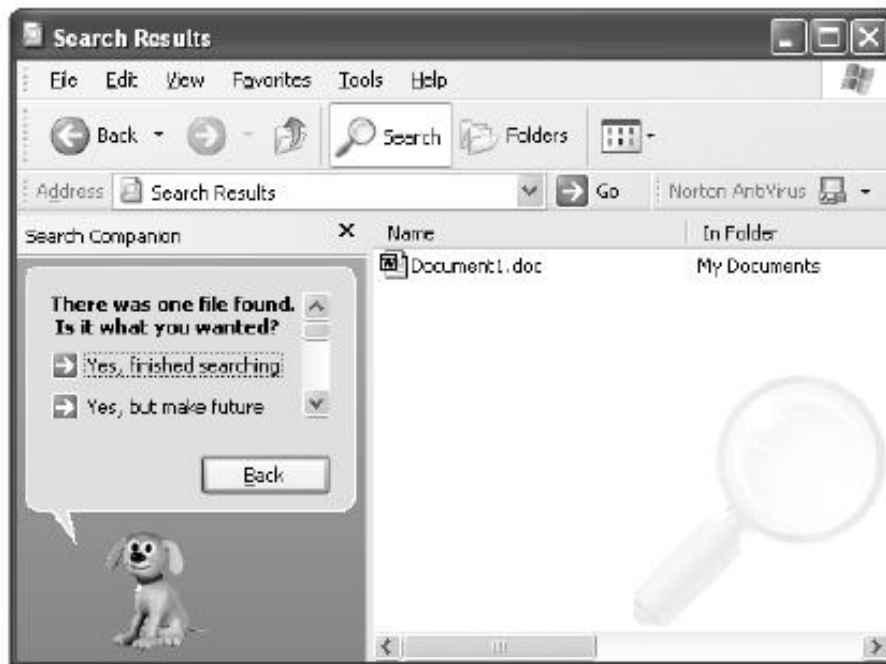 Search Results
File Edit View Favorites Tools Help
Back Search Folders
Address Search Results Go Norton AntiVirus
Search Companion
Name In Folder
Document1.doc My Documents
There was one file found.
Is it what you wanted?
Yes, finished searching
Yes, but make future
Back